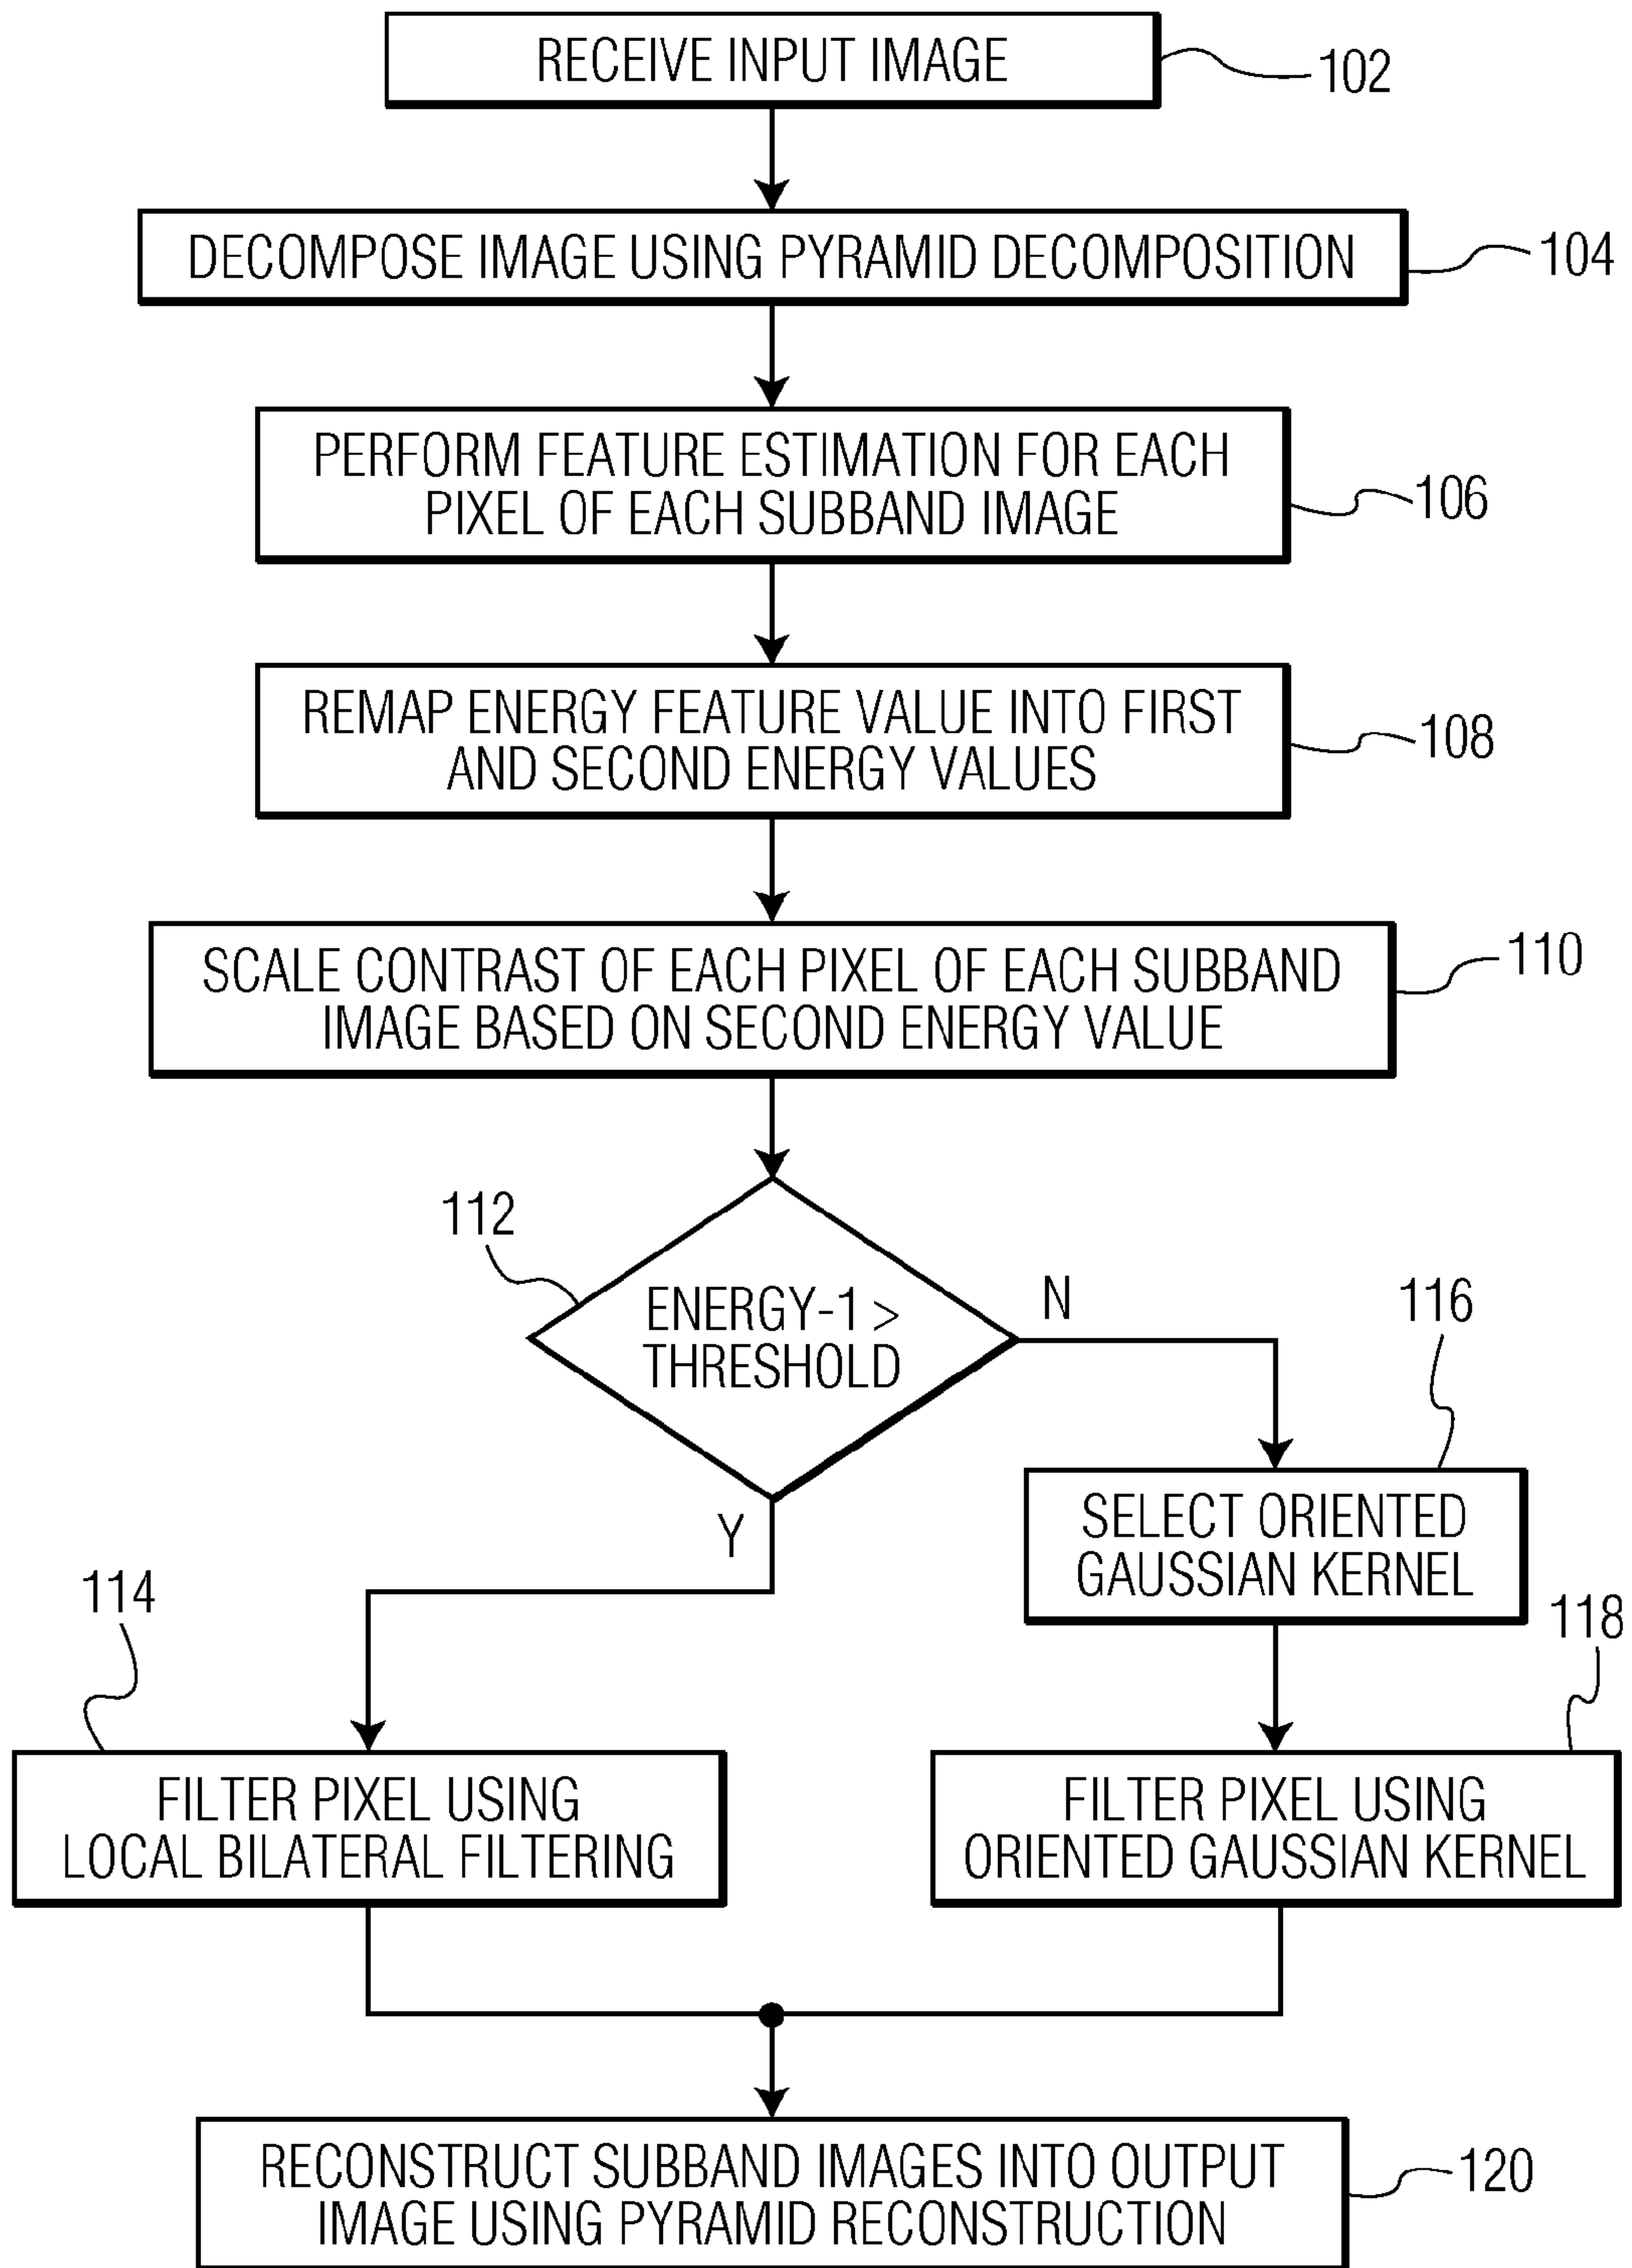 RECEIVE INPUT IMAGE
102
DECOMPOSE IMAGE USING PYRAMID DECOMPOSITION
104
PERFORM FEATURE ESTIMATION FOR EACH
PIXEL OF EACH SUBBAND IMAGE
106
REMAP ENERGY FEATURE VALUE INTO FIRST
AND SECOND ENERGY VALUES
108
SCALE CONTRAST OF EACH PIXEL OF EACH SUBBAND
IMAGE BASED ON SECOND ENERGY VALUE
110
112
ENERGY-1 >
THRESHOLD
N
Y
116
SELECT ORIENTED
GAUSSIAN KERNEL
114
FILTER PIXEL USING
LOCAL BILATERAL FILTERING
118
FILTER PIXEL USING
ORIENTED GAUSSIAN KERNEL
RECONSTRUCT SUBBAND IMAGES INTO OUTPUT
IMAGE USING PYRAMID RECONSTRUCTION
120